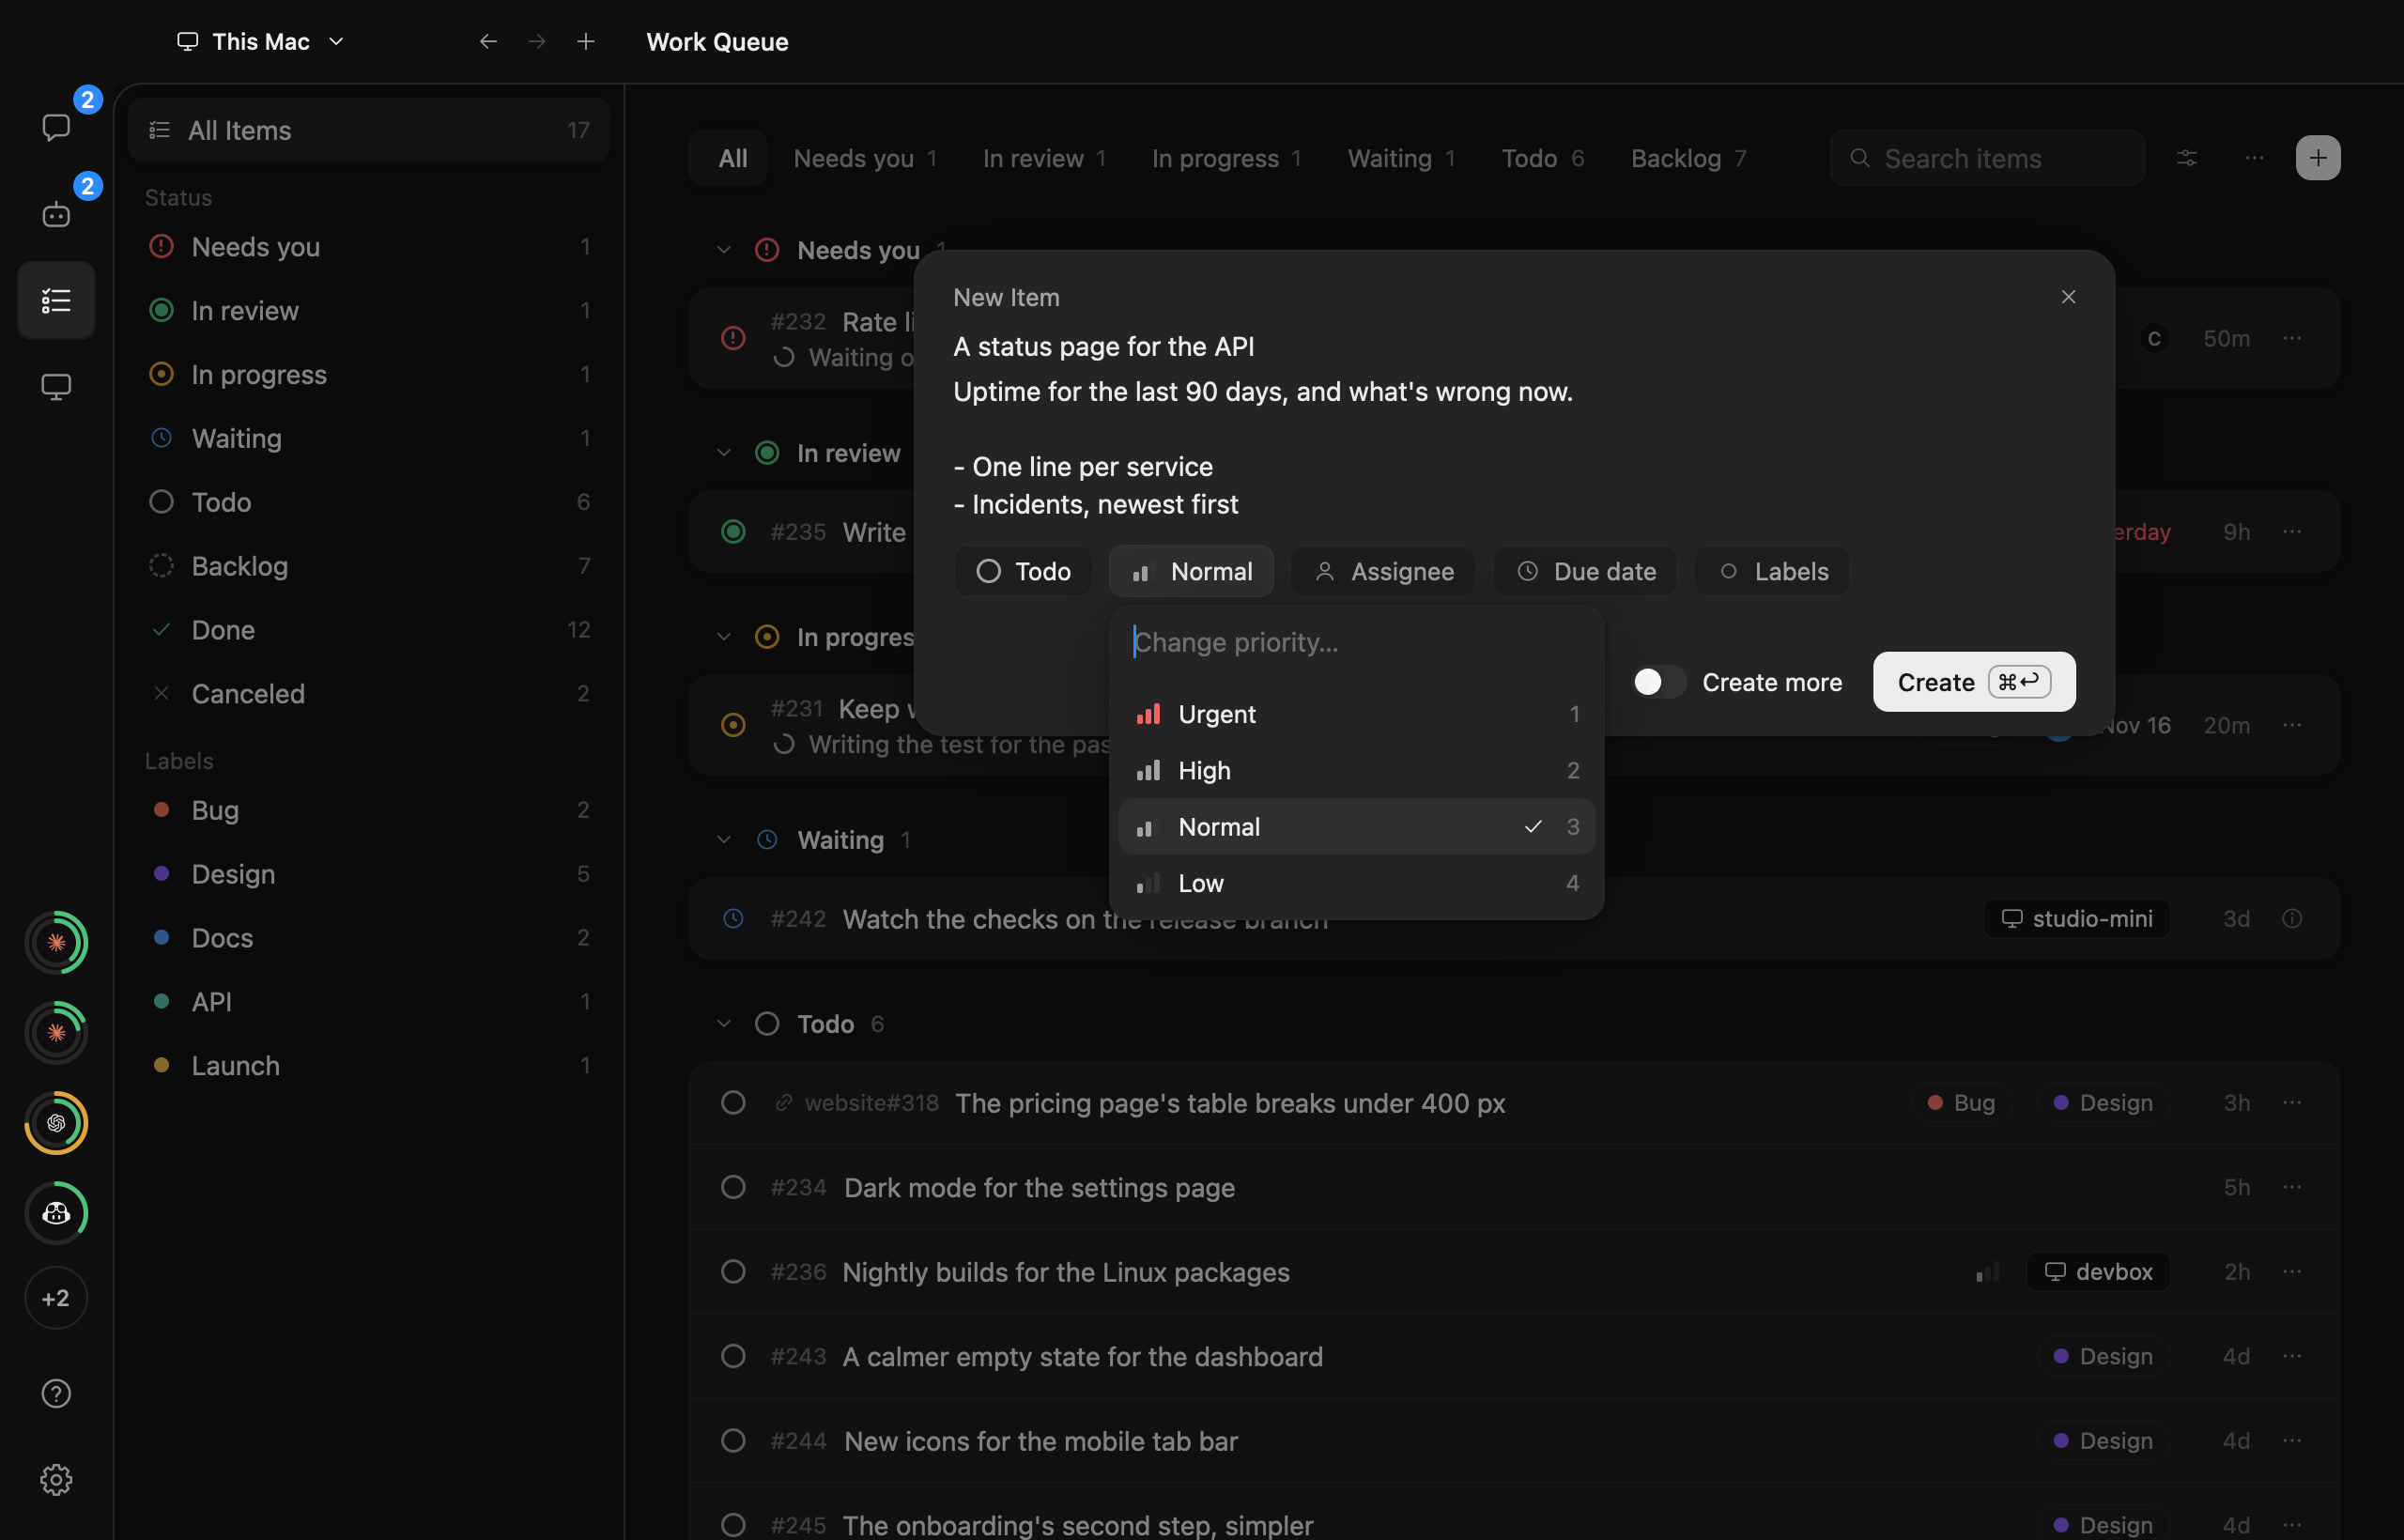 This Mac
Work Queue
2
2
All Items 17
Status
Needs you 1
In review 1
In progress 1
Waiting 1
Todo 6
Backlog 7
Done 12
Canceled 2
Labels
Bug 2
Design 5
Docs 2
API 1
Launch 1
+2
All Needs you 1 In review 1 In progress 1 Waiting 1 Todo 6 Backlog 7 Search items
Needs you 1
#232 Rate li
Waiting o
C 50m
In review
#235 Write
erday 9h
In progres
#231 Keep
Writing the test for the pas
Nov 16 20m
Waiting 1
#242 Watch the checks on the release branch studio-mini 3d
Todo 6
website#318 The pricing page's table breaks under 400 px Bug Design 3h
#234 Dark mode for the settings page 5h
#236 Nightly builds for the Linux packages devbox 2h
#243 A calmer empty state for the dashboard Design 4d
#244 New icons for the mobile tab bar Design 4d
#245 The onboarding's second step, simpler Design 4d
New Item
A status page for the API
Uptime for the last 90 days, and what's wrong now.
- One line per service
- Incidents, newest first
Todo Normal Assignee Due date Labels
Change priority...
Urgent 1
High 2
Normal 3
Low 4
Create more Create ⌘↩